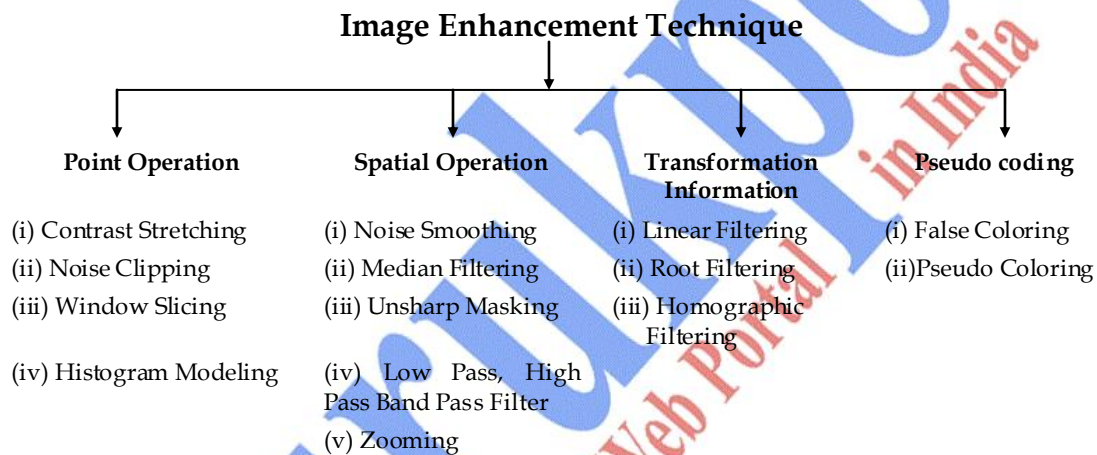 Image Enhancement Technique
Point Operation
(i) Contrast Stretching
(ii) Noise Clipping
(iii) Window Slicing
(iv) Histogram Modeling
Spatial Operation
(i) Noise Smoothing
(ii) Median Filtering
(iii) Unsharp Masking
(iv) Low Pass, High
Pass Band Pass Filter
(v) Zooming
Transformation
Information
(i) Linear Filtering
(ii) Root Filtering
(iii) Homographic
Filtering
Pseudo coding
(i) False Coloring
(ii)Pseudo Coloring
rukpo
Web Portal in India